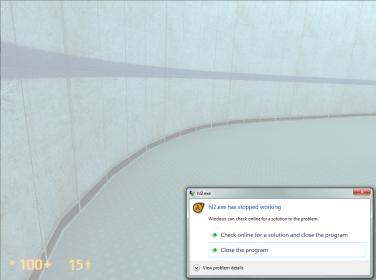 hl2.exe
hl2.exe has stopped working
Windows can check online for a solution to the problem.
Check online for a solution and close the program
Close the program
View problem details
100
15